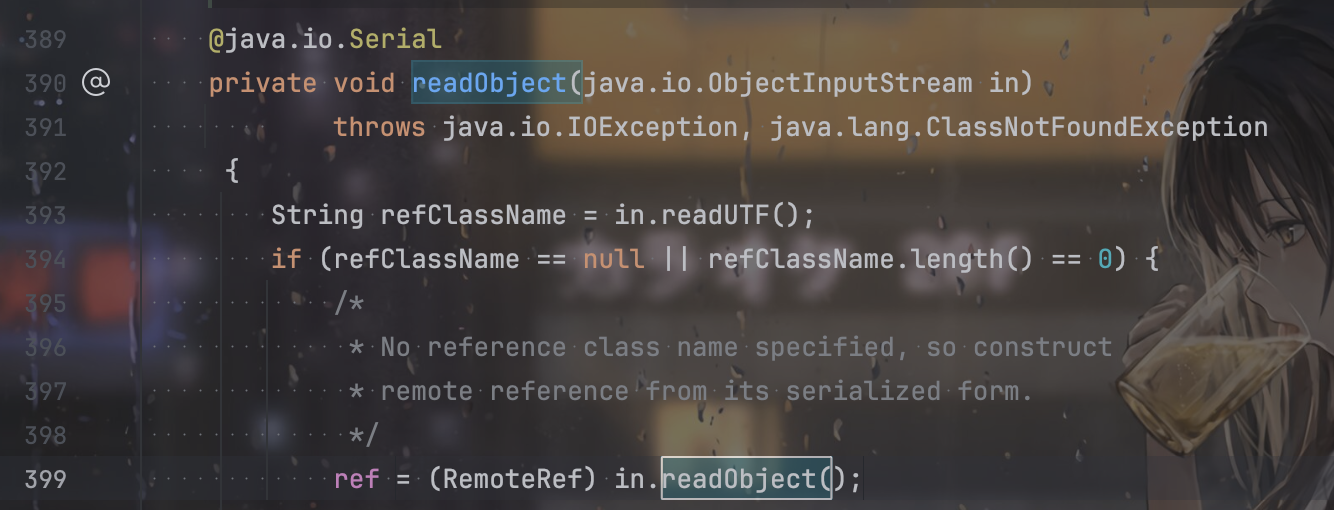 389 @java.io.Serial
390 @ private void readObject(java.io.ObjectInputStream in)
391 throws java.io.IOException, java.lang.ClassNotFoundException
392 {
393 String refClassName = in.readUTF();
394 if (refClassName == null || refClassName.length() == 0) {
395 /*
396 * No reference class name specified, so construct
397 * remote reference from its serialized form.
398 */
399 ref = (RemoteRef) in.readObject();